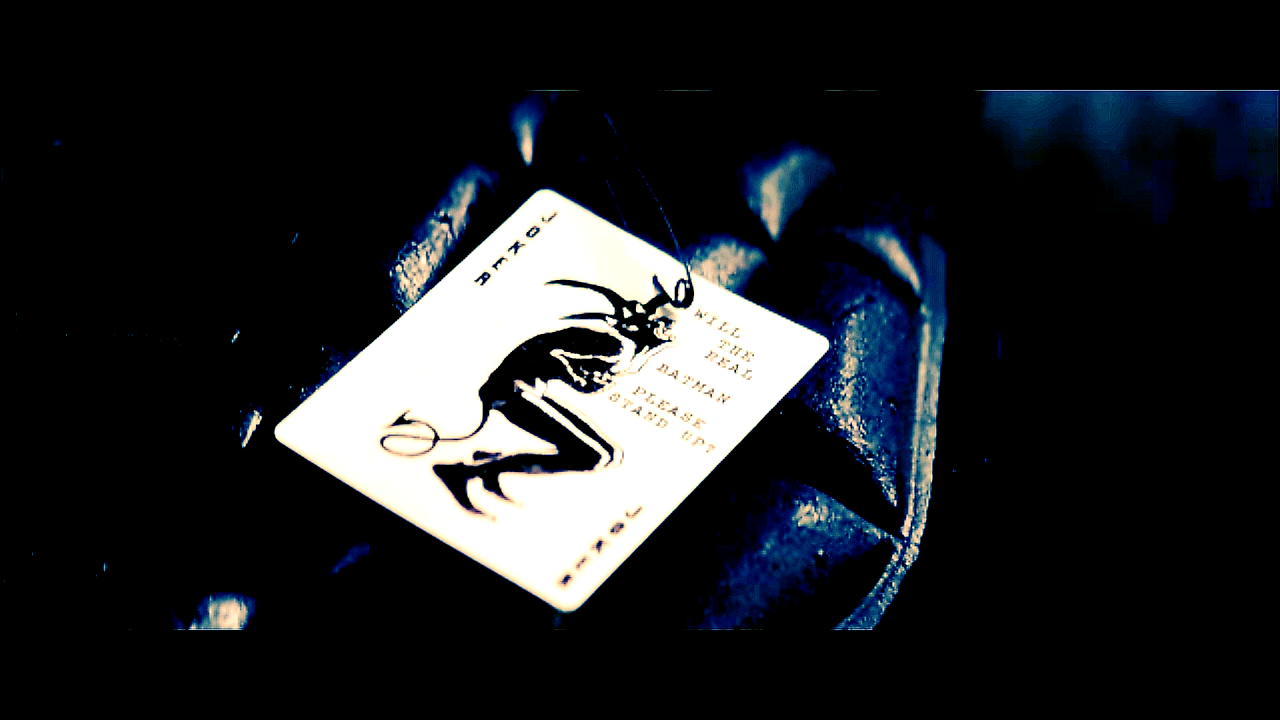 JOKER
WILL
THE
REAL
BATMAN
PLEASE
STAND UP?
JOKER